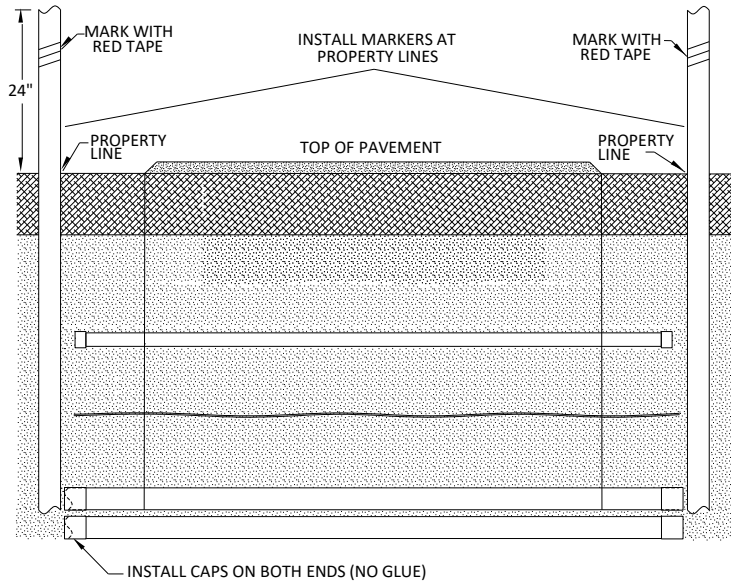 MARK WITH
RED TAPE
INSTALL MARKERS AT
PROPERTY LINES
MARK WITH
RED TAPE
24"
PROPERTY
LINE
TOP OF PAVEMENT
PROPERTY
LINE
INSTALL CAPS ON BOTH ENDS (NO GLUE)